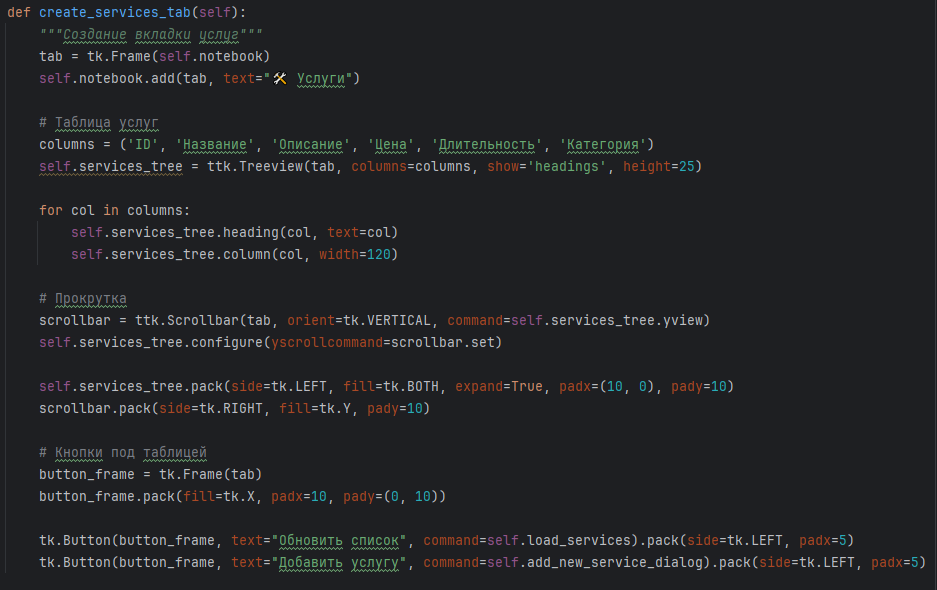 def create_services_tab(self):
    """Создание вкладки услуг"""
    tab = tk.Frame(self.notebook)
    self.notebook.add(tab, text="🛠 Услуги")
    # Таблица услуг
    columns = ('ID', 'Название', 'Описание', 'Цена', 'Длительность', 'Категория')
    self.services_tree = ttk.Treeview(tab, columns=columns, show='headings', height=25)
    for col in columns:
        self.services_tree.heading(col, text=col)
        self.services_tree.column(col, width=120)
    # Прокрутка
    scrollbar = ttk.Scrollbar(tab, orient=tk.VERTICAL, command=self.services_tree.yview)
    self.services_tree.configure(yscrollcommand=scrollbar.set)
    self.services_tree.pack(side=tk.LEFT, fill=tk.BOTH, expand=True, padx=(10, 0), pady=10)
    scrollbar.pack(side=tk.RIGHT, fill=tk.Y, pady=10)
    # Кнопки под таблицей
    button_frame = tk.Frame(tab)
    button_frame.pack(fill=tk.X, padx=10, pady=(0, 10))
    tk.Button(button_frame, text="Обновить список", command=self.load_services).pack(side=tk.LEFT, padx=5)
    tk.Button(button_frame, text="Добавить услугу", command=self.add_new_service_dialog).pack(side=tk.LEFT, padx=5)